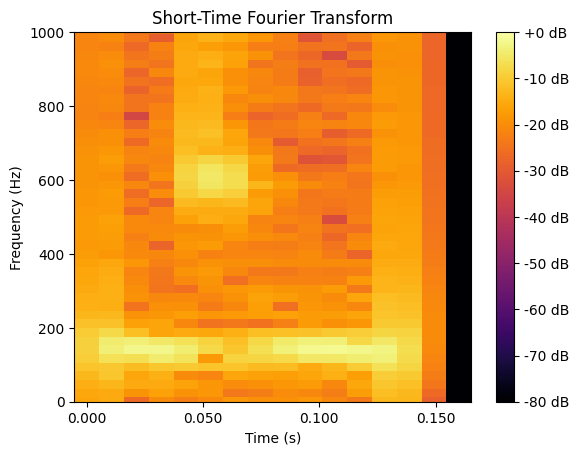 Short-Time Fourier Transform
1000
800
600
400
200
0
Frequency (Hz)
0.000
0.050
0.100
0.150
Time (s)
+0 dB
-10 dB
-20 dB
-30 dB
-40 dB
-50 dB
-60 dB
-70 dB
-80 dB